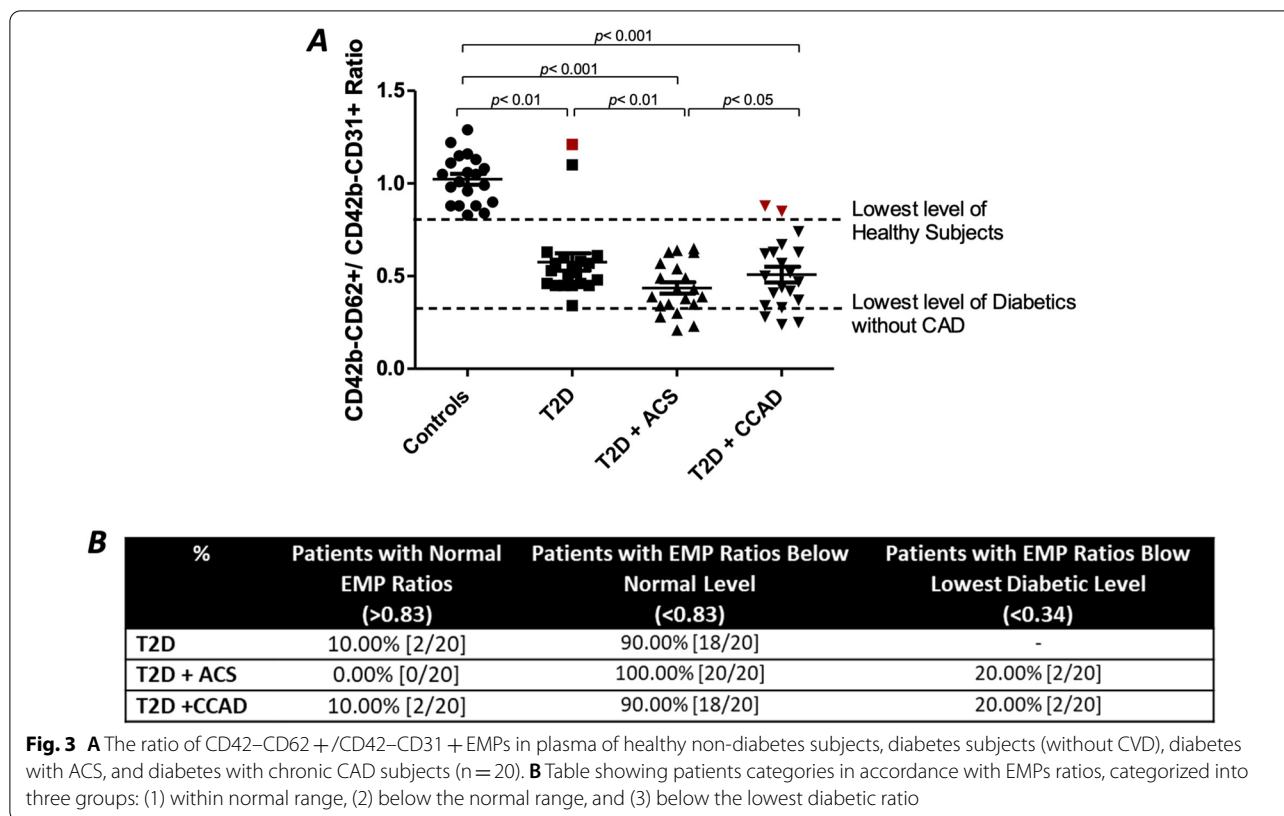 A
p< 0.001
p< 0.001
p< 0.01 p< 0.01 p< 0.05
CD42b-CD62+/ CD42b-CD31+ Ratio
1.5
1.0
0.5
0.0
Lowest level of
Healthy Subjects
Lowest level of Diabetics
without CAD
Controls
T2D
T2D + ACS
T2D + CCAD
B
% Patients with Normal Patients with EMP Ratios Below Patients with EMP Ratios Blow
EMP Ratios Normal Level Lowest Diabetic Level
(>0.83) (<0.83) (<0.34)
T2D 10.00% [2/20] 90.00% [18/20] -
T2D + ACS 0.00% [0/20] 100.00% [20/20] 20.00% [2/20]
T2D +CCAD 10.00% [2/20] 90.00% [18/20] 20.00% [2/20]
Fig. 3 A The ratio of CD42–CD62 + /CD42–CD31 + EMPs in plasma of healthy non-diabetes subjects, diabetes subjects (without CVD), diabetes
with ACS, and diabetes with chronic CAD subjects (n = 20). B Table showing patients categories in accordance with EMPs ratios, categorized into
three groups: (1) within normal range, (2) below the normal range, and (3) below the lowest diabetic ratio